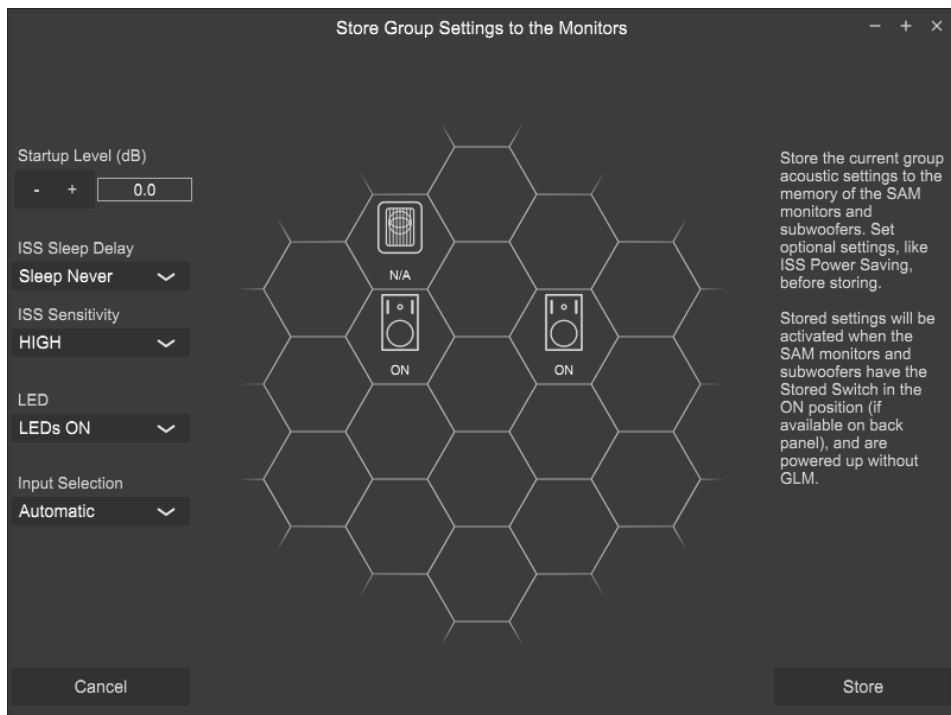 Store Group Settings to the Monitors
Startup Level (dB)
- + 0.0
ISS Sleep Delay
Sleep Never
ISS Sensitivity
HIGH
LED
LEDs ON
Input Selection
Automatic
N/A
ON
ON
Store the current group
acoustic settings to the
memory of the SAM
monitors and
subwoofers. Set
optional settings, like
ISS Power Saving,
before storing.
Stored settings will be
activated when the
SAM monitors and
subwoofers have the
Stored Switch in the
ON position (if
available on back
panel), and are
powered up without
GLM.
Cancel
Store